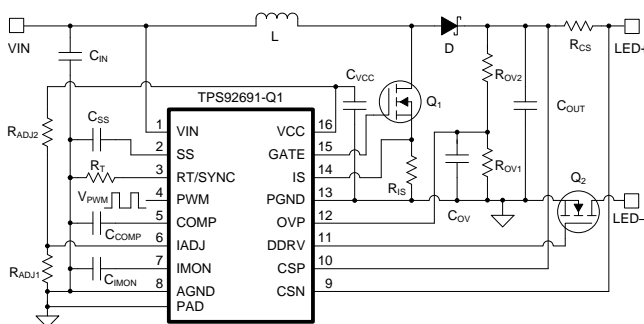 VIN
L
D
RCS
LED+
CIN
CVCC
ROV2
COUT
TPS92691-Q1
Q1
RADJ2
CSS
1 VIN
VCC 16
2 SS
GATE 15
RT
3 RT/SYNC
IS 14
RIS
ROV1
Q2
VPWM
4 PWM
PGND 13
CCOMP
5 COMP
OVP 12
COV
LED–
6 IADJ
DDRV 11
RADJ1
CIMON
7 IMON
CSP 10
8 AGND
CSN 9
PAD